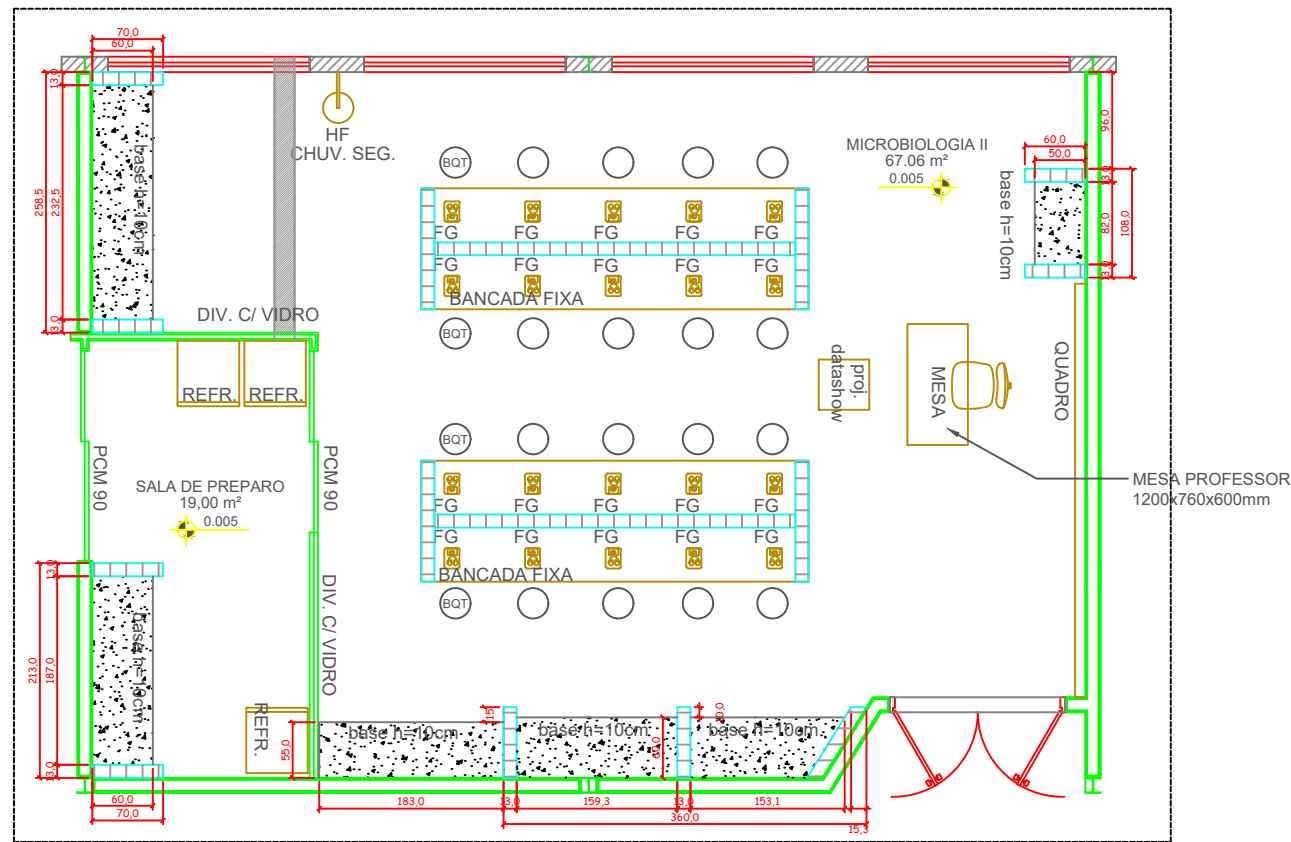 70,0
60,0
13,0
258,5
232,5
base h=10cm
13,0
HF
CHUV. SEG.
DIV. C/ VIDRO
BQT
FG FG FG FG FG
FG FG FG FG FG
BANCADA FIXA
BQT
MICROBIOLOGIA II
67.06 m²
0.005
60,0
50,0
96,0
13,0
82,0
108,0
13,0
base h=10cm
REFR. REFR.
proj.
datashow
MESA
QUADRO
MESA PROFESSOR
1200x760x600mm
PCM 90
SALA DE PREPARO
19,00 m²
0.005
PCM 90
DIV. C/ VIDRO
BQT
FG FG FG FG FG
FG FG FG FG FG
BANCADA FIXA
BQT
13,0
213,0
187,0
base h=10cm
13,0
60,0
70,0
REFR.
55,0
base h=10cm
15
base h=10cm
60,0
base h=10cm
183,0
13,0
159,3
13,0
153,1
360,0
15,3